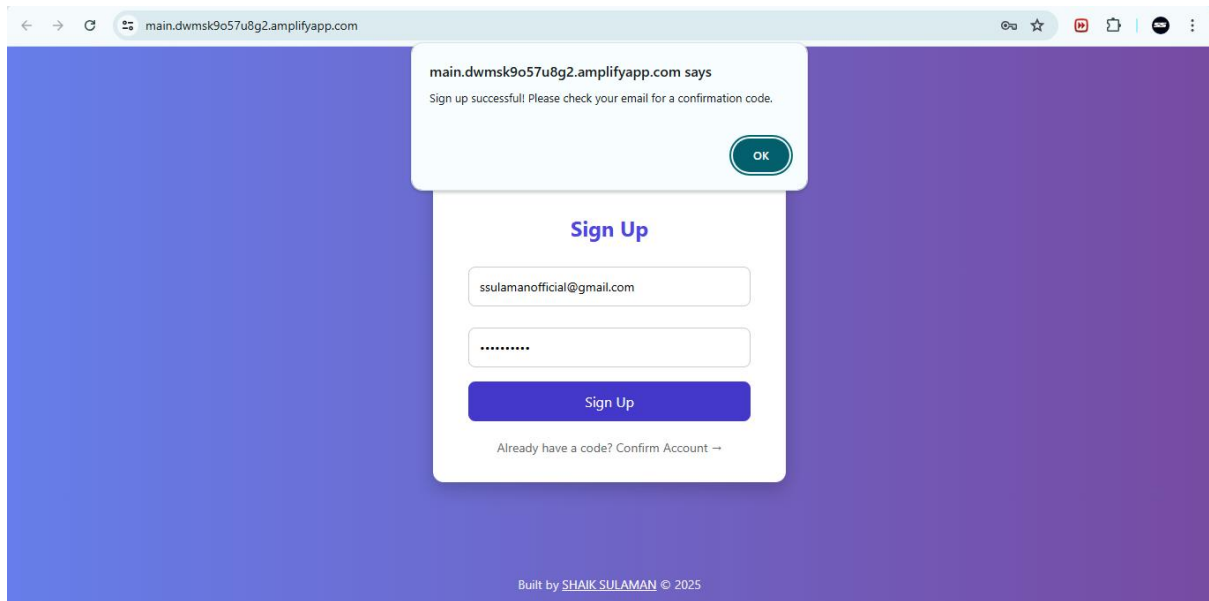 main.dwmsk9o57u8g2.amplifyapp.com
main.dwmsk9o57u8g2.amplifyapp.com says
Sign up successful! Please check your email for a confirmation code.
OK
Sign Up
ssulamanofficial@gmail.com
••••••••••
Sign Up
Already have a code? Confirm Account →
Built by SHAIK SULAMAN © 2025